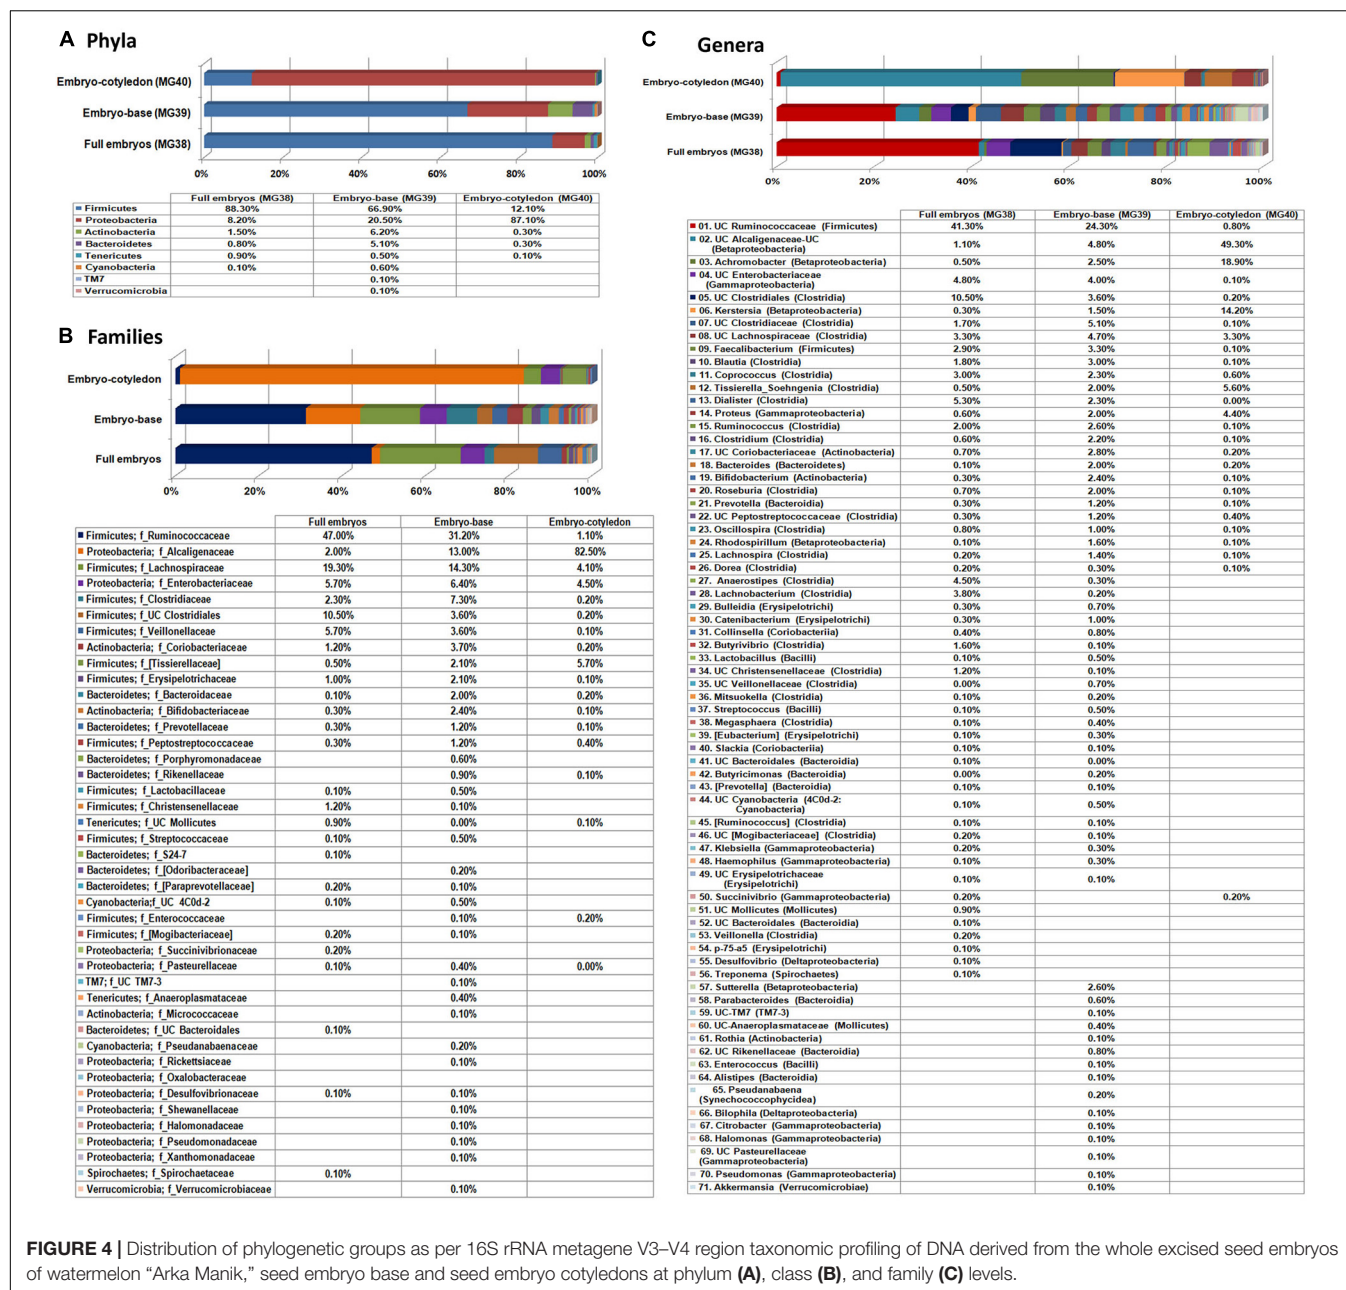 A Phyla
Embryo-cotyledon (MG40)
Embryo-base (MG39)
Full embryos (MG38)
0% 20% 40% 60% 80% 100%
Full embryos (MG38) Embryo-base (MG39) Embryo-cotyledon (MG40)
Firmicutes 88.30% 66.90% 12.10%
Proteobacteria 8.20% 20.50% 87.10%
Actinobacteria 1.50% 6.20% 0.30%
Bacteroidetes 0.80% 5.10% 0.30%
Tenericutes 0.90% 0.50% 0.10%
Cyanobacteria 0.10% 0.60%
TM7 0.10%
Verrucomicrobia 0.10%
B Families
Embryo-cotyledon
Embryo-base
Full embryos
0% 20% 40% 60% 80% 100%
Full embryos Embryo-base Embryo-cotyledon
Firmicutes; f_Ruminococcaceae 47.00% 31.20% 1.10%
Proteobacteria; f_Alcaligenaceae 2.00% 13.00% 82.50%
Firmicutes; f_Lachnospiraceae 19.30% 14.30% 4.10%
Proteobacteria; f_Enterobacteriaceae 5.70% 6.40% 4.50%
Firmicutes; f_Clostridiaceae 2.30% 7.30% 0.20%
Firmicutes; f_UC Clostridiales 10.50% 3.60% 0.20%
Firmicutes; f_Veillonellaceae 5.70% 3.60% 0.10%
Actinobacteria; f_Coriobacteriaceae 1.20% 3.70% 0.20%
Firmicutes; f_[Tissierellaceae] 0.50% 2.10% 5.70%
Firmicutes; f_Erysipelotrichaceae 1.00% 2.10% 0.10%
Bacteroidetes; f_Bacteroidaceae 0.10% 2.00% 0.20%
Actinobacteria; f_Bifidobacteriaceae 0.30% 2.40% 0.10%
Bacteroidetes; f_Prevotellaceae 0.30% 1.20% 0.10%
Firmicutes; f_Peptostreptococcaceae 0.30% 1.20% 0.40%
Bacteroidetes; f_Porphyromonadaceae 0.60%
Bacteroidetes; f_Rikenellaceae 0.90% 0.10%
Firmicutes; f_Lactobacillaceae 0.10% 0.50%
Firmicutes; f_Christensenellaceae 1.20% 0.10%
Tenericutes; f_UC Mollicutes 0.90% 0.00% 0.10%
Firmicutes; f_Streptococcaceae 0.10% 0.50%
Bacteroidetes; f_S24-7 0.10%
Bacteroidetes; f_[Odoribacteraceae] 0.20%
Bacteroidetes; f_[Paraprevotellaceae] 0.20% 0.10%
Cyanobacteria;f_UC 4C0d-2 0.10% 0.50%
Firmicutes; f_Enterococcaceae 0.10% 0.20%
Firmicutes; f_[Mogibacteriaceae] 0.20% 0.10%
Proteobacteria; f_Succinivibrionaceae 0.20%
Proteobacteria; f_Pasteurellaceae 0.10% 0.40% 0.00%
TM7; f_UC TM7-3 0.10%
Tenericutes; f_Anaeroplasmataceae 0.40%
Actinobacteria; f_Micrococcaceae 0.10%
Bacteroidetes; f_UC Bacteroidales 0.10%
Cyanobacteria; f_Pseudanabaenaceae 0.20%
Proteobacteria; f_Rickettsiaceae 0.10%
Proteobacteria; f_Oxalobacteraceae
Proteobacteria; f_Desulfovibrionaceae 0.10% 0.10%
Proteobacteria; f_Shewanellaceae 0.10%
Proteobacteria; f_Halomonadaceae 0.10%
Proteobacteria; f_Pseudomonadaceae 0.10%
Proteobacteria; f_Xanthomonadaceae 0.10%
Spirochaetes; f_Spirochaetaceae 0.10%
Verrucomicrobia; f_Verrucomicrobiaceae 0.10%
C Genera
Embryo-cotyledon (MG40)
Embryo-base (MG39)
Full embryos (MG38)
0% 20% 40% 60% 80% 100%
Full embryos (MG38) Embryo-base (MG39) Embryo-cotyledon (MG40)
01. UC Ruminococcaceae (Firmicutes) 41.30% 24.30% 0.80%
02. UC Alcaligenaceae-UC (Betaproteobacteria) 1.10% 4.80% 49.30%
03. Achromobacter (Betaproteobacteria) 0.50% 2.50% 18.90%
04. UC Enterobacteriaceae (Gammaproteobacteria) 4.80% 4.00% 0.10%
05. UC Clostridiales (Clostridia) 10.50% 3.60% 0.20%
06. Kerstersia (Betaproteobacteria) 0.30% 1.50% 14.20%
07. UC Clostridiaceae (Clostridia) 1.70% 5.10% 0.10%
08. UC Lachnospiraceae (Clostridia) 3.30% 4.70% 3.30%
09. Faecalibacterium (Firmicutes) 2.90% 3.30% 0.10%
10. Blautia (Clostridia) 1.80% 3.00% 0.10%
11. Coprococcus (Clostridia) 3.00% 2.30% 0.60%
12. Tissierella_Soehngenia (Clostridia) 0.50% 2.00% 5.60%
13. Dialister (Clostridia) 5.30% 2.30% 0.00%
14. Proteus (Gammaproteobacteria) 0.60% 2.00% 4.40%
15. Ruminococcus (Clostridia) 2.00% 2.60% 0.10%
16. Clostridium (Clostridia) 0.60% 2.20% 0.10%
17. UC Coriobacteriaceae (Actinobacteria) 0.70% 2.80% 0.20%
18. Bacteroides (Bacteroidetes) 0.10% 2.00% 0.20%
19. Bifidobacterium (Actinobacteria) 0.30% 2.40% 0.10%
20. Roseburia (Clostridia) 0.70% 2.00% 0.10%
21. Prevotella (Bacteroidia) 0.30% 1.20% 0.10%
22. UC Peptostreptococcaceae (Clostridia) 0.30% 1.20% 0.40%
23. Oscillospira (Clostridia) 0.80% 1.00% 0.10%
24. Rhodospirillum (Betaproteobacteria) 0.10% 1.60% 0.10%
25. Lachnospira (Clostridia) 0.20% 1.40% 0.10%
26. Dorea (Clostridia) 0.20% 0.30% 0.10%
27. Anaerostipes (Clostridia) 4.50% 0.30%
28. Lachnobacterium (Clostridia) 3.80% 0.20%
29. Bulleidia (Erysipelotrichi) 0.30% 0.70%
30. Catenibacterium (Erysipelotrichi) 0.30% 1.00%
31. Collinsella (Coriobacteriia) 0.40% 0.80%
32. Butyrivibrio (Clostridia) 1.60% 0.10%
33. Lactobacillus (Bacilli) 0.10% 0.50%
34. UC Christensenellaceae (Clostridia) 1.20% 0.10%
35. UC Veillonellaceae (Clostridia) 0.00% 0.70%
36. Mitsuokella (Clostridia) 0.10% 0.20%
37. Streptococcus (Bacilli) 0.10% 0.50%
38. Megasphaera (Clostridia) 0.10% 0.40%
39. [Eubacterium] (Erysipelotrichi) 0.10% 0.30%
40. Slackia (Coriobacteriia) 0.10% 0.10%
41. UC Bacteroidales (Bacteroidia) 0.10% 0.00%
42. Butyricimonas (Bacteroidia) 0.00% 0.20%
43. [Prevotella] (Bacteroidia) 0.10% 0.10%
44. UC Cyanobacteria (4C0d-2: Cyanobacteria) 0.10% 0.50%
45. [Ruminococcus] (Clostridia) 0.10% 0.10%
46. UC [Mogibacteriaceae] (Clostridia) 0.20% 0.10%
47. Klebsiella (Gammaproteobacteria) 0.20% 0.30%
48. Haemophilus (Gammaproteobacteria) 0.10% 0.30%
49. UC Erysipelotrichaceae (Erysipelotrichi) 0.10% 0.10%
50. Succinivibrio (Gammaproteobacteria) 0.20% 0.20%
51. UC Mollicutes (Mollicutes) 0.90%
52. UC Bacteroidales (Bacteroidia) 0.10%
53. Veillonella (Clostridia) 0.20%
54. p-75-a5 (Erysipelotrichi) 0.10%
55. Desulfovibrio (Deltaproteobacteria) 0.10%
56. Treponema (Spirochaetes) 0.10%
57. Sutterella (Betaproteobacteria) 2.60%
58. Parabacteroides (Bacteroidia) 0.60%
59. UC-TM7 (TM7-3) 0.10%
60. UC-Anaeroplasmataceae (Mollicutes) 0.40%
61. Rothia (Actinobacteria) 0.10%
62. UC Rikenellaceae (Bacteroidia) 0.80%
63. Enterococcus (Bacilli) 0.10%
64. Alistipes (Bacteroidia) 0.10%
65. Pseudanabaena (Synechococcophycidea) 0.20%
66. Bilophila (Deltaproteobacteria) 0.10%
67. Citrobacter (Gammaproteobacteria) 0.10%
68. Halomonas (Gammaproteobacteria) 0.10%
69. UC Pasteurellaceae (Gammaproteobacteria) 0.10%
70. Pseudomonas (Gammaproteobacteria) 0.10%
71. Akkermansia (Verrucomicrobiae) 0.10%
FIGURE 4 | Distribution of phylogenetic groups as per 16S rRNA metagene V3–V4 region taxonomic profiling of DNA derived from the whole excised seed embryos
of watermelon “Arka Manik,” seed embryo base and seed embryo cotyledons at phylum (A), class (B), and family (C) levels.